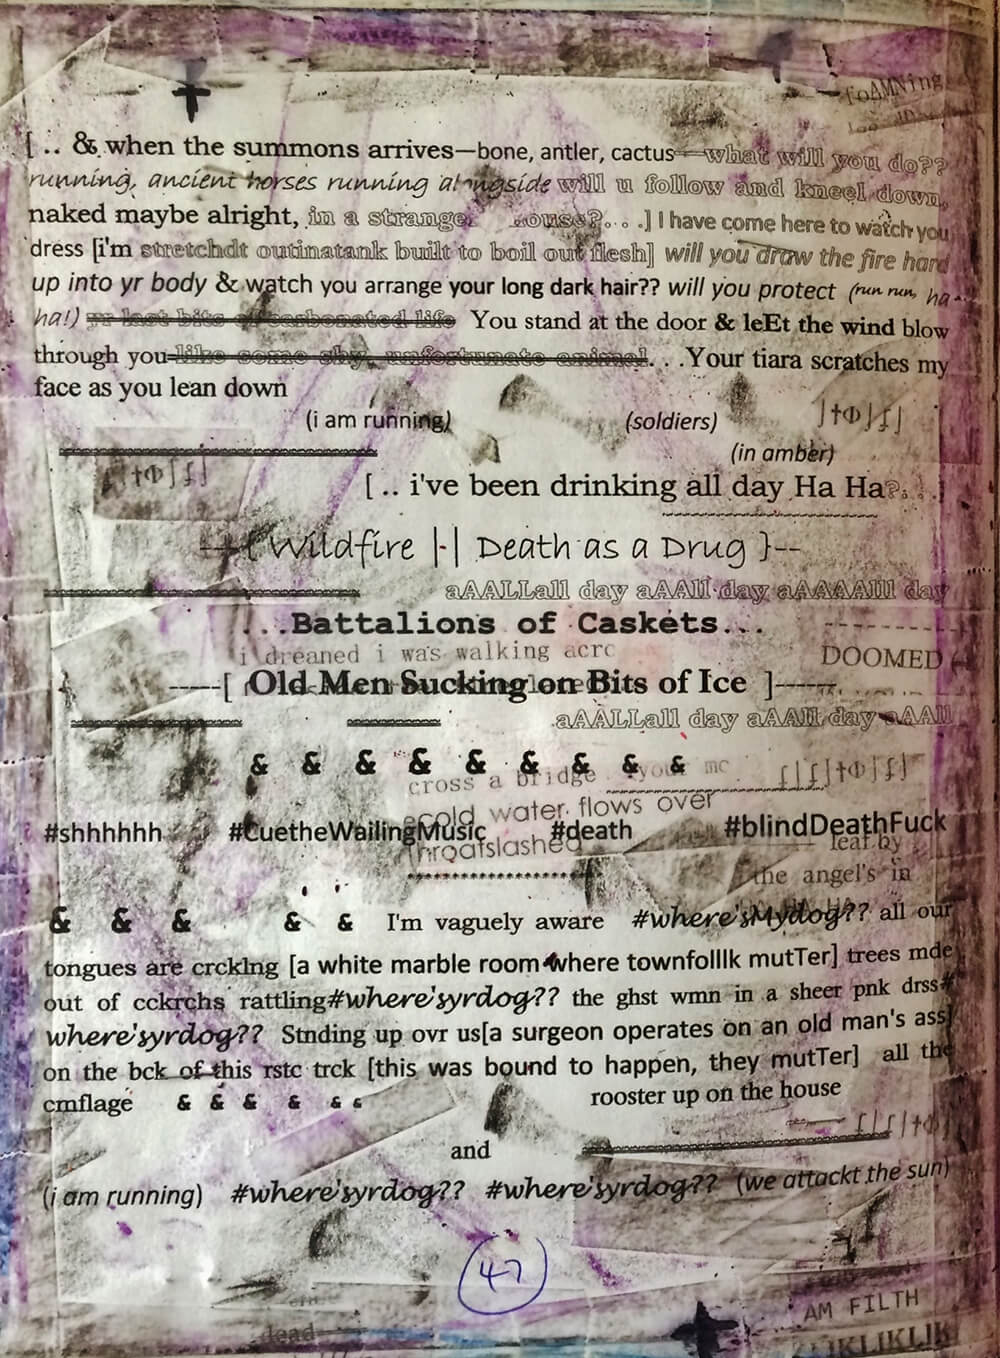 [ .. & when the summons arrives—bone, antler, cactus—what will you do??
running, ancient horses running alongside will u follow and kneel down,
naked maybe alright, in a strange ...] I have come here to watch you
dress [i'm stretchdt outinatank built to boil out flesh] will you draw the fire hard
up into yr body & watch you arrange your long dark hair?? will you protect (run run, ha
ha!) yr last bits of carbonated life You stand at the door & leEt the wind blow
through you like some shy, unfortunate animal. . .Your tiara scratches my
face as you lean down
(i am running) (soldiers) ⌡†Φ⌡⌠⌡
(in amber)
†Φ⌡⌠⌡
[ .. i've been drinking all day Ha Ha?. . .]
--{ Wildfire |-| Death as a Drug }--
aAALLall day aAAll day aAAAAlll day
...Battalions of Caskets...
i dreaned i was walking acrc
DOOMED
-----[ Old Men Sucking on Bits of Ice ]-----
aAALLall day aAAll day aAAll
& & & & & & & & &
cross a bridge your mc
⌠⌡⌠⌡†Φ⌡⌠⌡
cold water flows over
#shhhhhh #CuetheWailingMusic #death #blindDeathFuck
throatslashed
leaf by
the angel's in
& & & & & I'm vaguely aware #where'sMydog?? all our
tongues are crckIng [a white marble room where townfolllk mutTer] trees mde
out of cckrchs rattling#where'syrdog?? the ghst wmn in a sheer pnk drss#
where'syrdog?? Stnding up ovr us[a surgeon operates on an old man's ass]
on the bck of this rstc trck [this was bound to happen, they mutTer] all the
cmflage & & & & & & rooster up on the house
⌠⌡⌠⌡†Φ
and
(i am running) #where'syrdog?? #where'syrdog?? (we attackt the sun)
47
AM FILTH
dead
KLIKLIKLIK